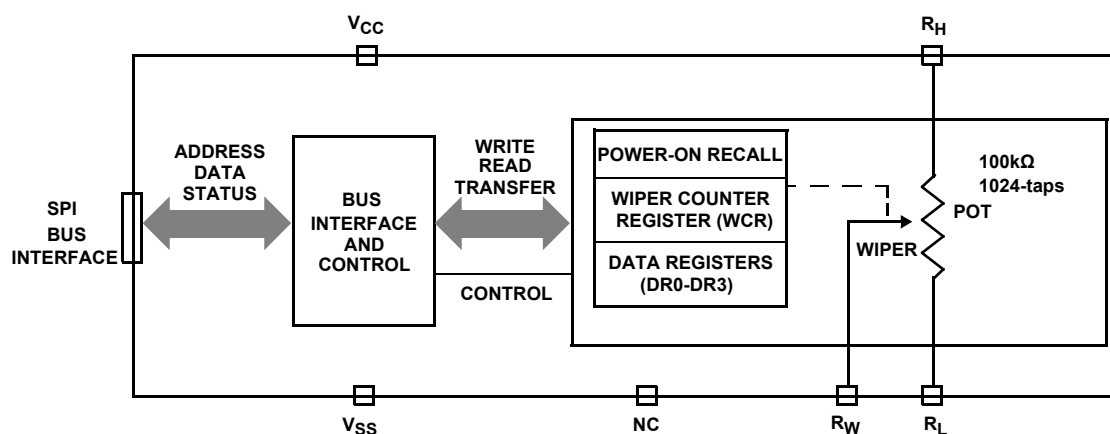 VCC
RH
ADDRESS
DATA
STATUS
WRITE
READ
TRANSFER
SPI
BUS
INTERFACE
BUS
INTERFACE
AND
CONTROL
CONTROL
POWER-ON RECALL
WIPER COUNTER
REGISTER (WCR)
DATA REGISTERS
(DR0-DR3)
100kΩ
1024-taps
POT
WIPER
VSS
NC
RW
RL